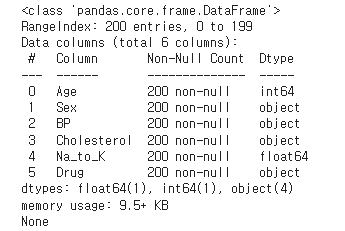 <class 'pandas.core.frame.DataFrame'>
RangeIndex: 200 entries, 0 to 199
Data columns (total 6 columns):
 #   Column       Non-Null Count  Dtype
---  ------       --------------  -----
 0   Age          200 non-null    int64
 1   Sex          200 non-null    object
 2   BP           200 non-null    object
 3   Cholesterol  200 non-null    object
 4   Na_to_K      200 non-null    float64
 5   Drug         200 non-null    object
dtypes: float64(1), int64(1), object(4)
memory usage: 9.5+ KB
None